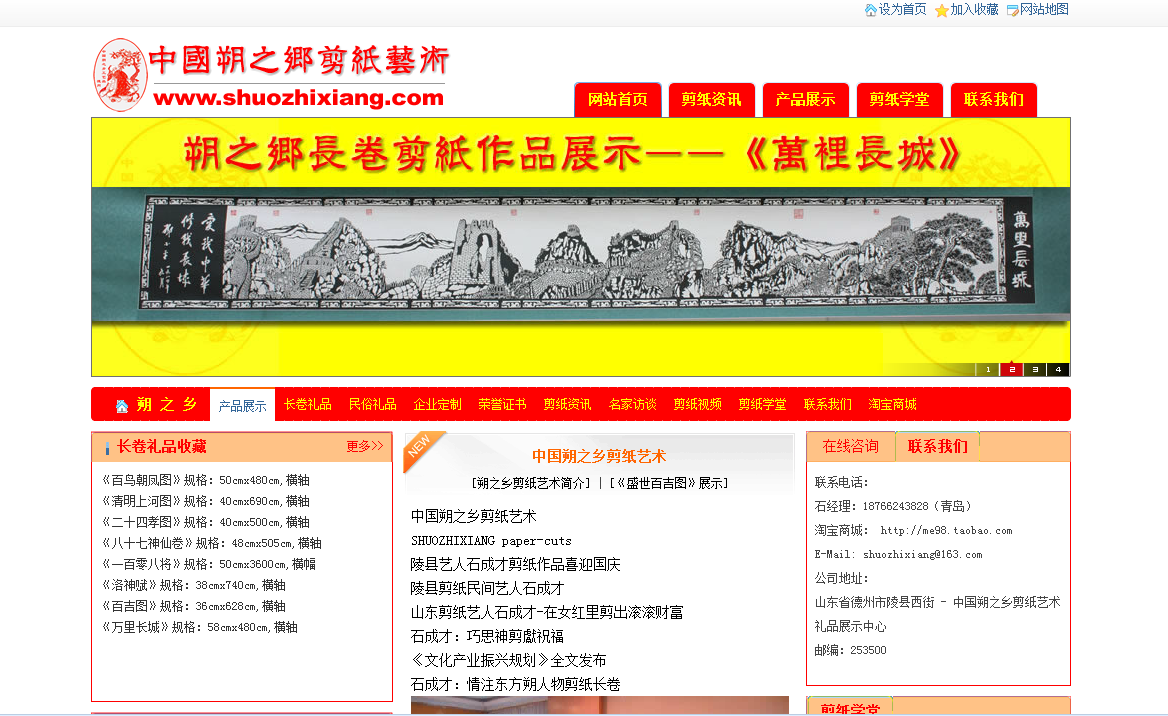 设为首页 加入收藏 网站地图
中國朔之鄉剪紙藝術
www.shuozhixiang.com
网站首页 剪纸资讯 产品展示 剪纸学堂 联系我们
朔之鄉長卷剪紙作品展示——《萬裡長城》
愛我中華
修我長城
萬里長城
1 2 3 4
朔之乡 产品展示 长卷礼品 民俗礼品 企业定制 荣誉证书 剪纸资讯 名家访谈 剪纸视频 剪纸学堂 联系我们 淘宝商城
长卷礼品收藏 更多>>
《百鸟朝凤图》规格：50cmx480cm,横轴
《清明上河图》规格：40cmx690cm,横轴
《二十四孝图》规格：40cmx500cm,横轴
《八十七神仙卷》规格：48cmx505cm,横轴
《一百零八将》规格：50cmx3600cm,横幅
《洛神赋》规格：38cmx740cm,横轴
《百吉图》规格：36cmx628cm,横轴
《万里长城》规格：58cmx480cm,横轴
NEW
中国朔之乡剪纸艺术
[朔之乡剪纸艺术简介] | [《盛世百吉图》展示]
中国朔之乡剪纸艺术
SHUOZHIXIANG paper-cuts
陵县艺人石成才剪纸作品喜迎国庆
陵县剪纸民间艺人石成才
山东剪纸艺人石成才-在女红里剪出滚滚财富
石成才：巧思神剪獻祝福
《文化产业振兴规划》全文发布
石成才：情注东方朔人物剪纸长卷
在线咨询 联系我们
联系电话：
石经理：18766243828（青岛）
淘宝商城： http://me98.taobao.com
E-Mail：shuozhixiang@163.com
公司地址：
山东省德州市陵县西街 - 中国朔之乡剪纸艺术
礼品展示中心
邮编：253500
剪纸学堂